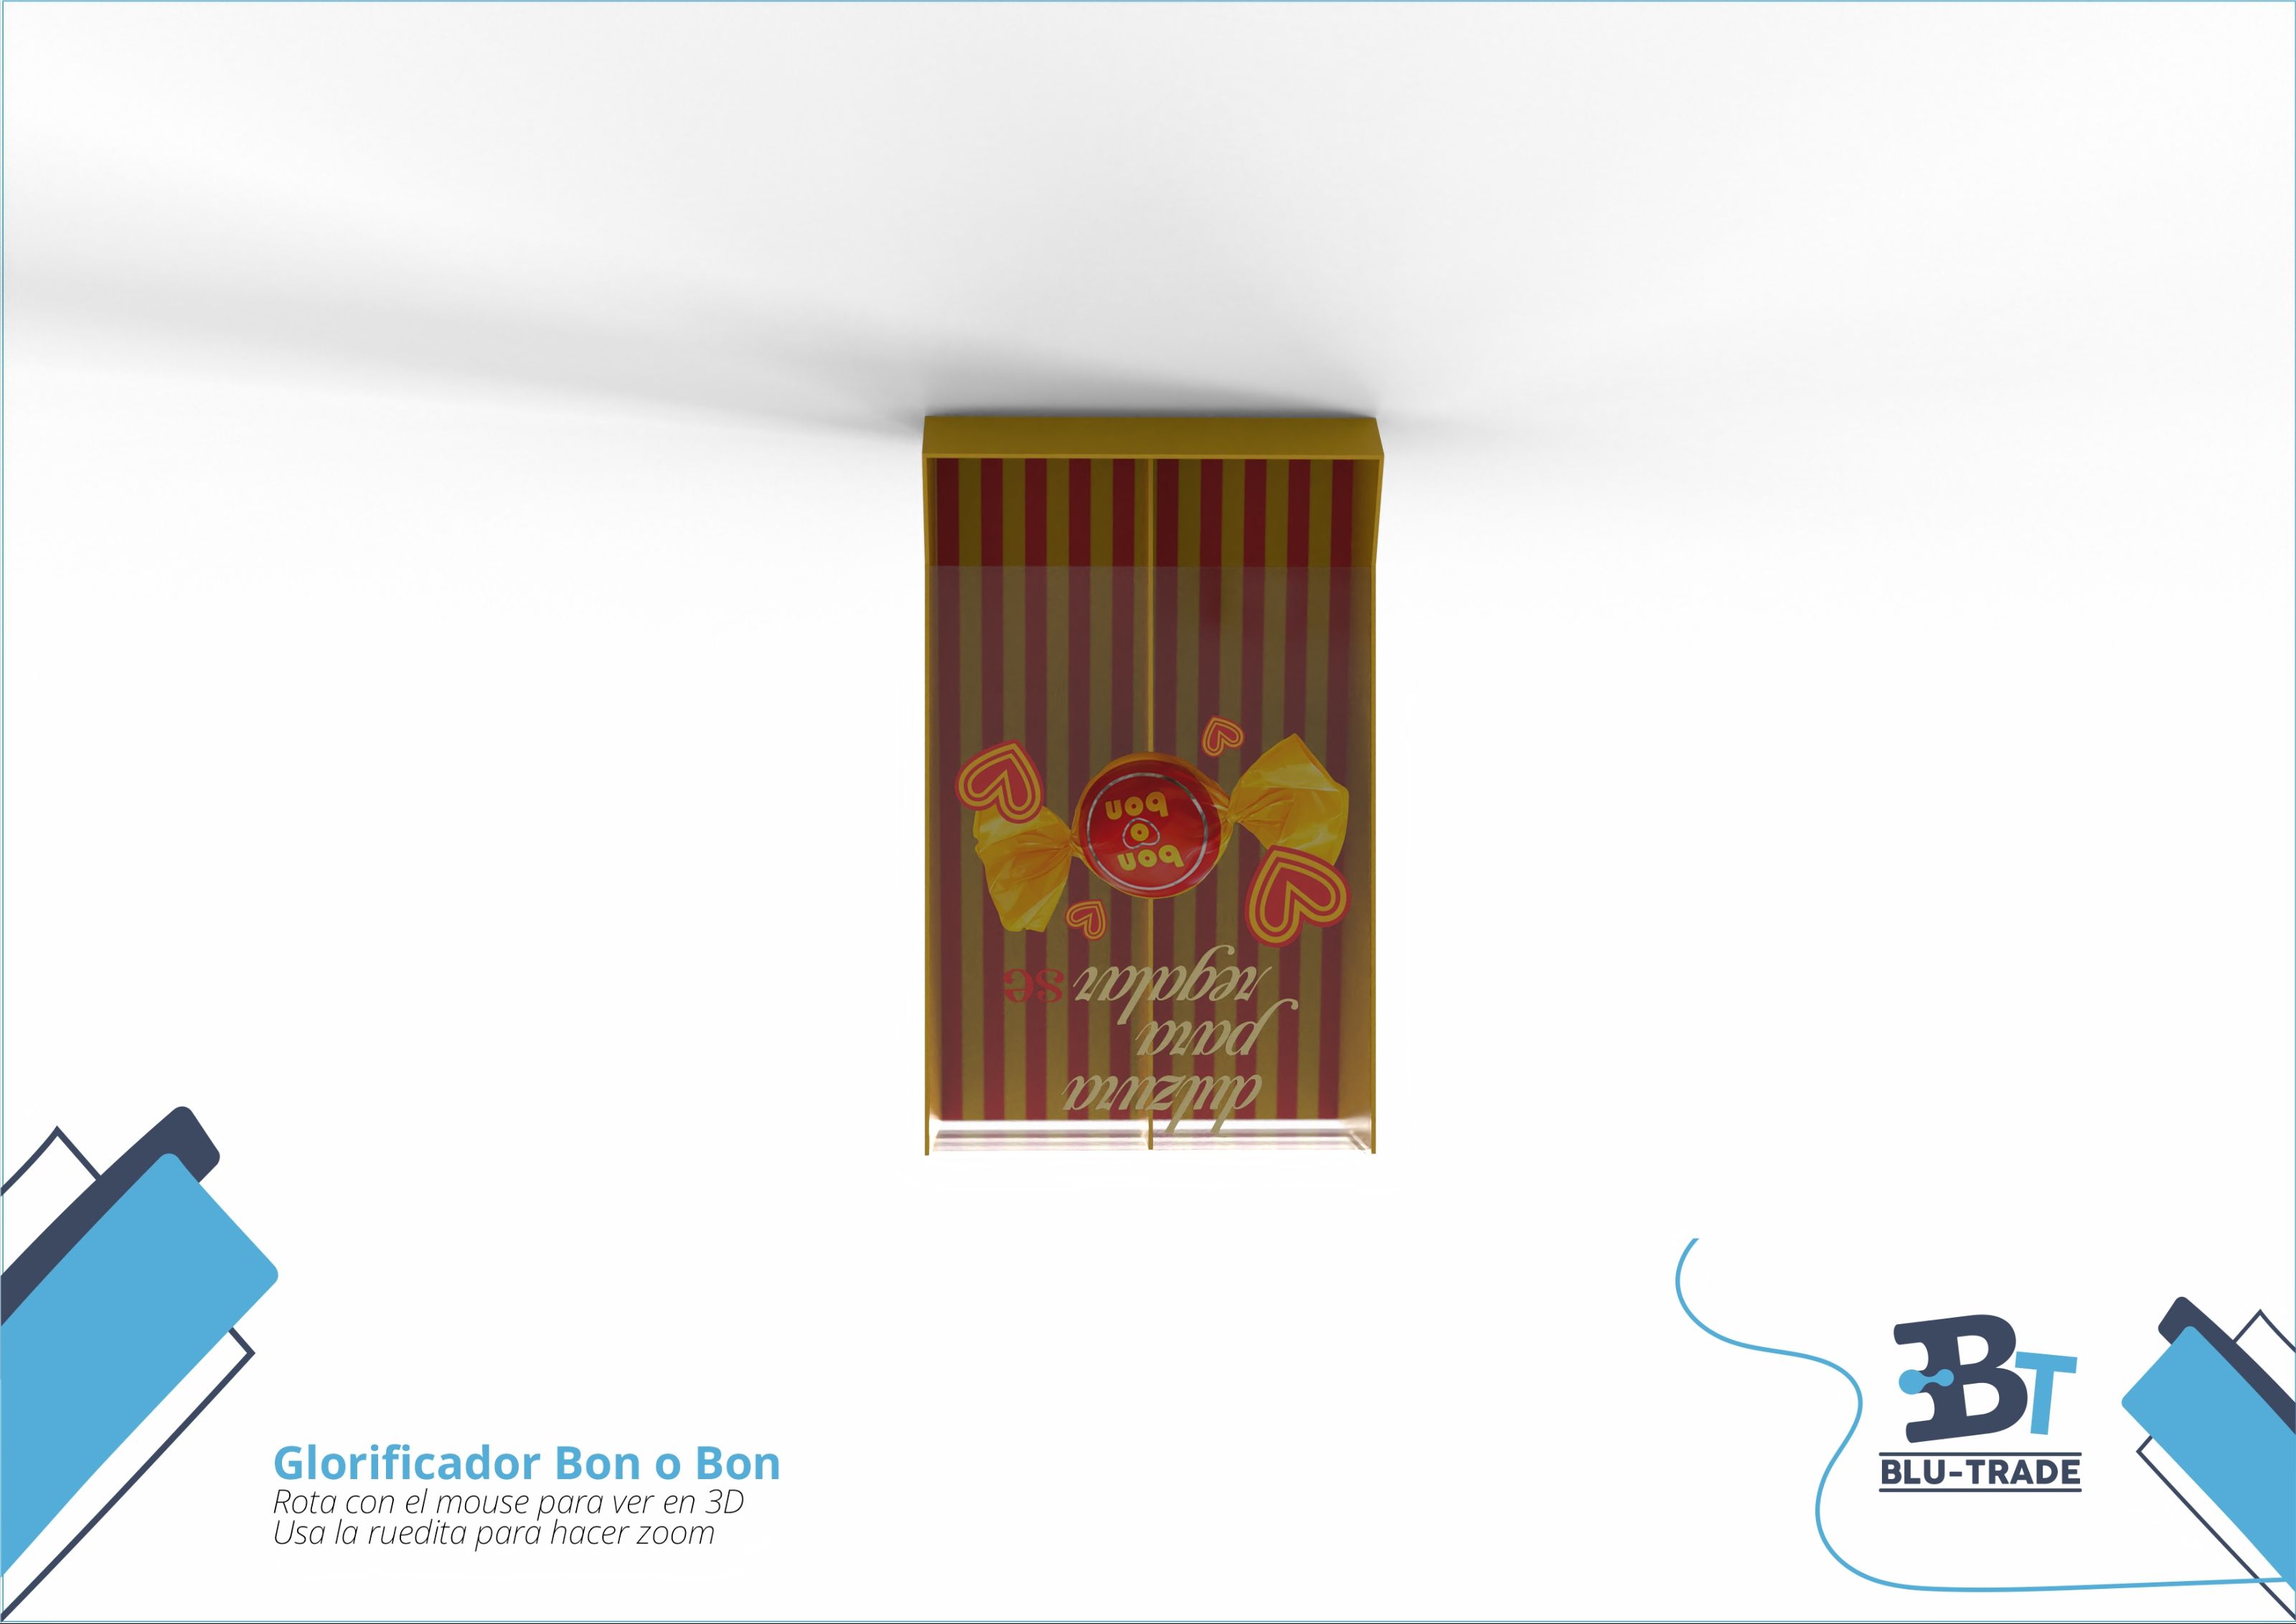 dulzura
para
regalar se
bon
o
bon
Glorificador Bon o Bon
Rota con el mouse para ver en 3D
Usa la ruedita para hacer zoom
BT
BLU-TRADE